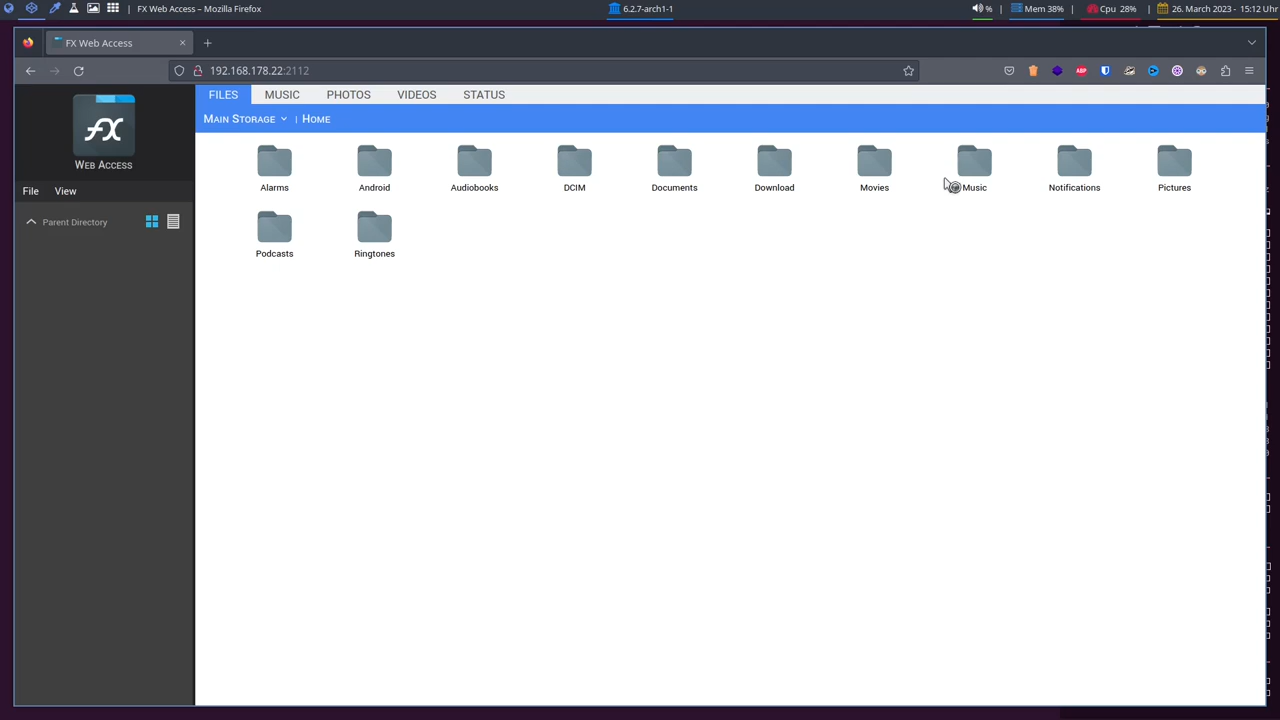 FX Web Access – Mozilla Firefox
6.2.7-arch1-1
%
Mem 38%
Cpu 28%
26. March 2023 - 15:12 Uhr
FX Web Access
192.168.178.22:2112
ABP
FX
WEB ACCESS
FILES MUSIC PHOTOS VIDEOS STATUS
MAIN STORAGE | HOME
File View
Parent Directory
Alarms Android Audiobooks DCIM Documents Download Movies Music Notifications Pictures
Podcasts Ringtones